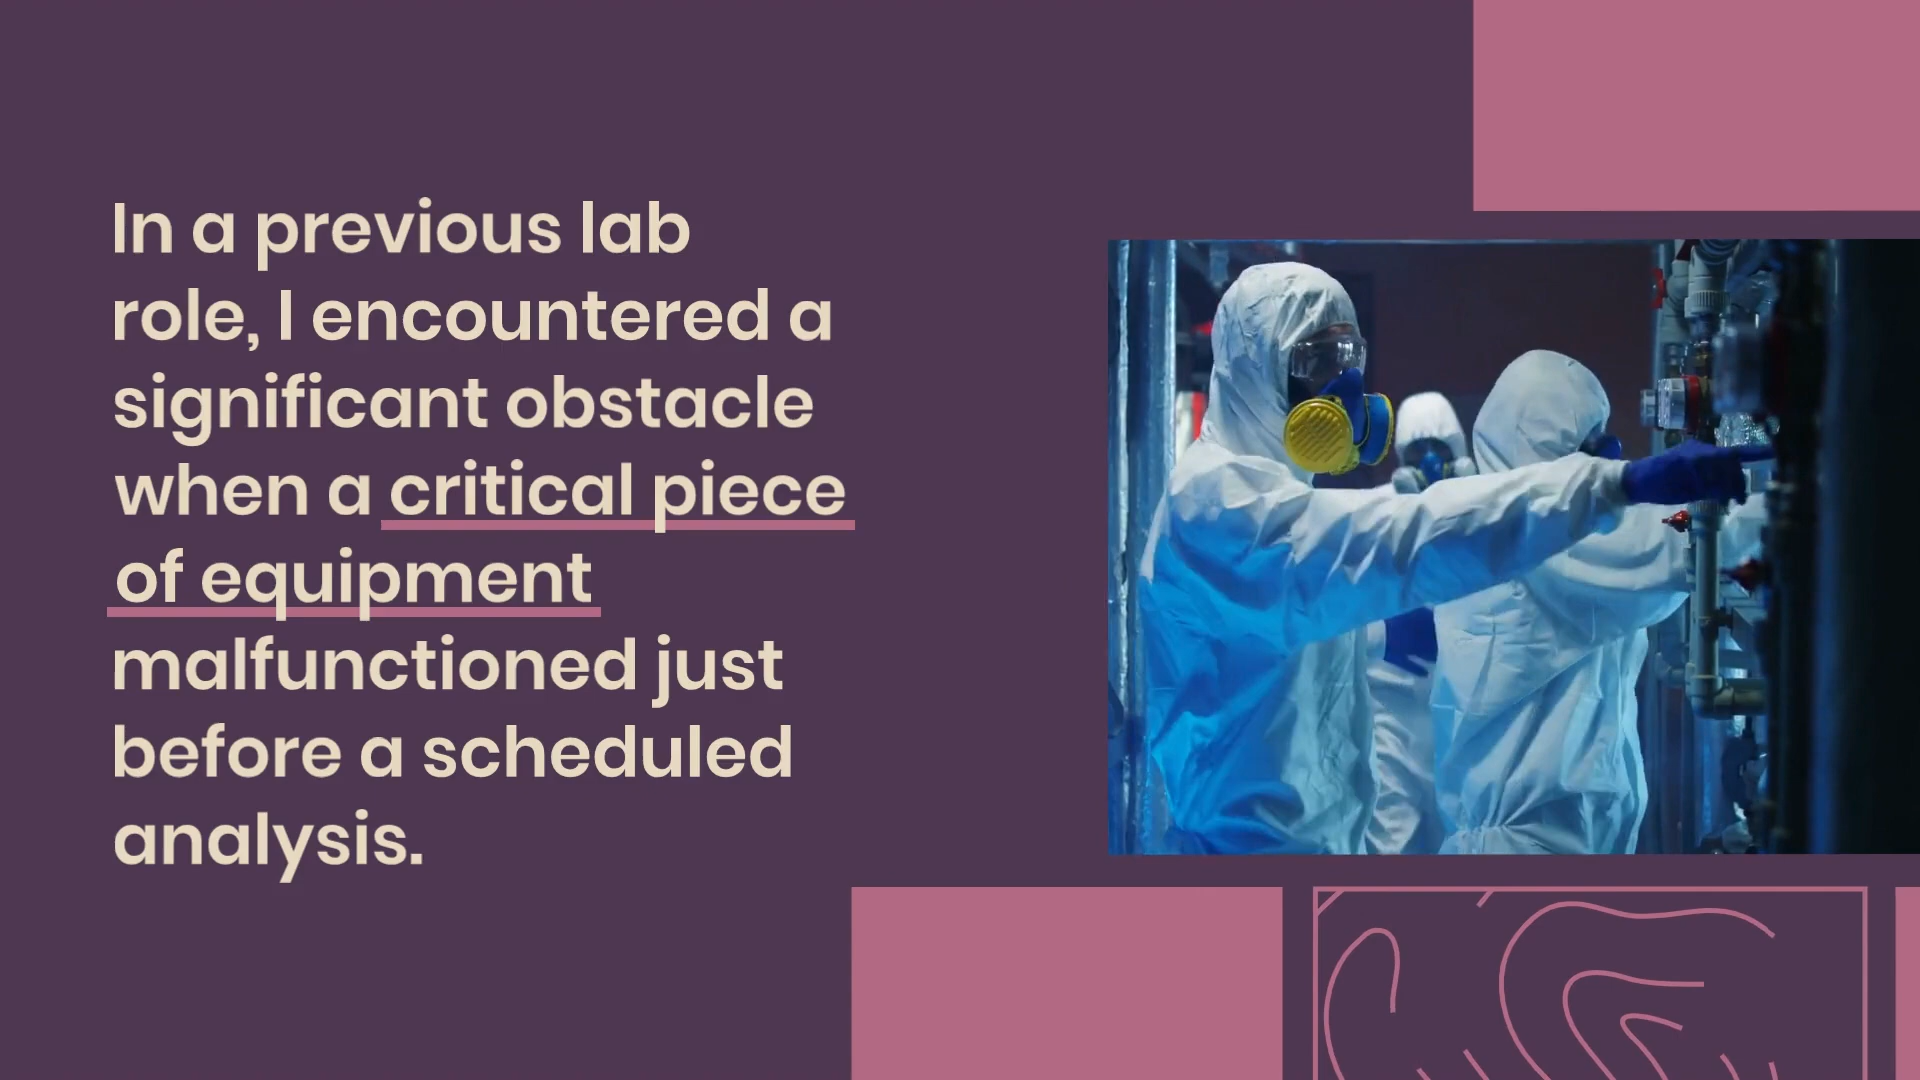 In a previous lab
role, I encountered a
significant obstacle
when a critical piece
of equipment
malfunctioned just
before a scheduled
analysis.